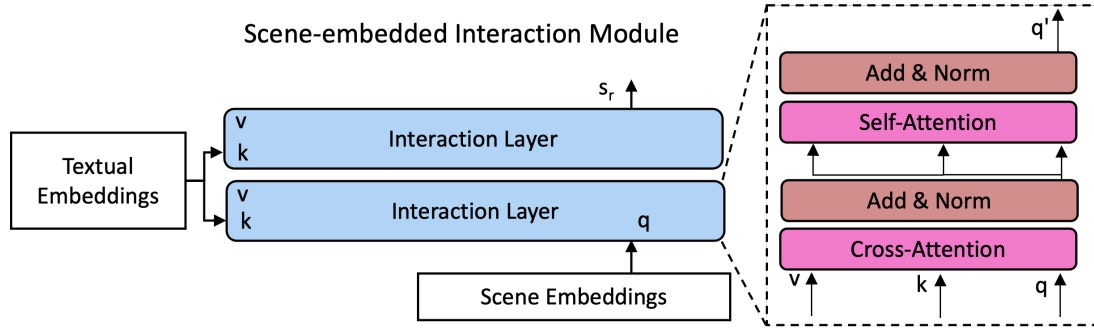 Scene-embedded Interaction Module
s_r
v
Interaction Layer
k
Textual
Embeddings
v
Interaction Layer
k
q
Scene Embeddings
q'
Add & Norm
Self-Attention
Add & Norm
Cross-Attention
v
k
q